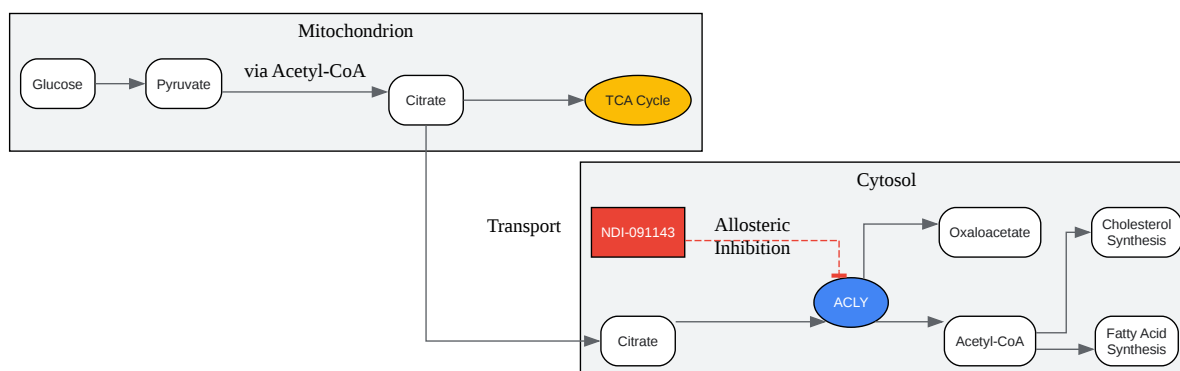 Mitochondrion
Glucose
Pyruvate
via Acetyl-CoA
Citrate
TCA Cycle
Transport
Cytosol
NDI-091143
Allosteric
Inhibition
Oxaloacetate
Cholesterol
Synthesis
ACLY
Citrate
Acetyl-CoA
Fatty Acid
Synthesis